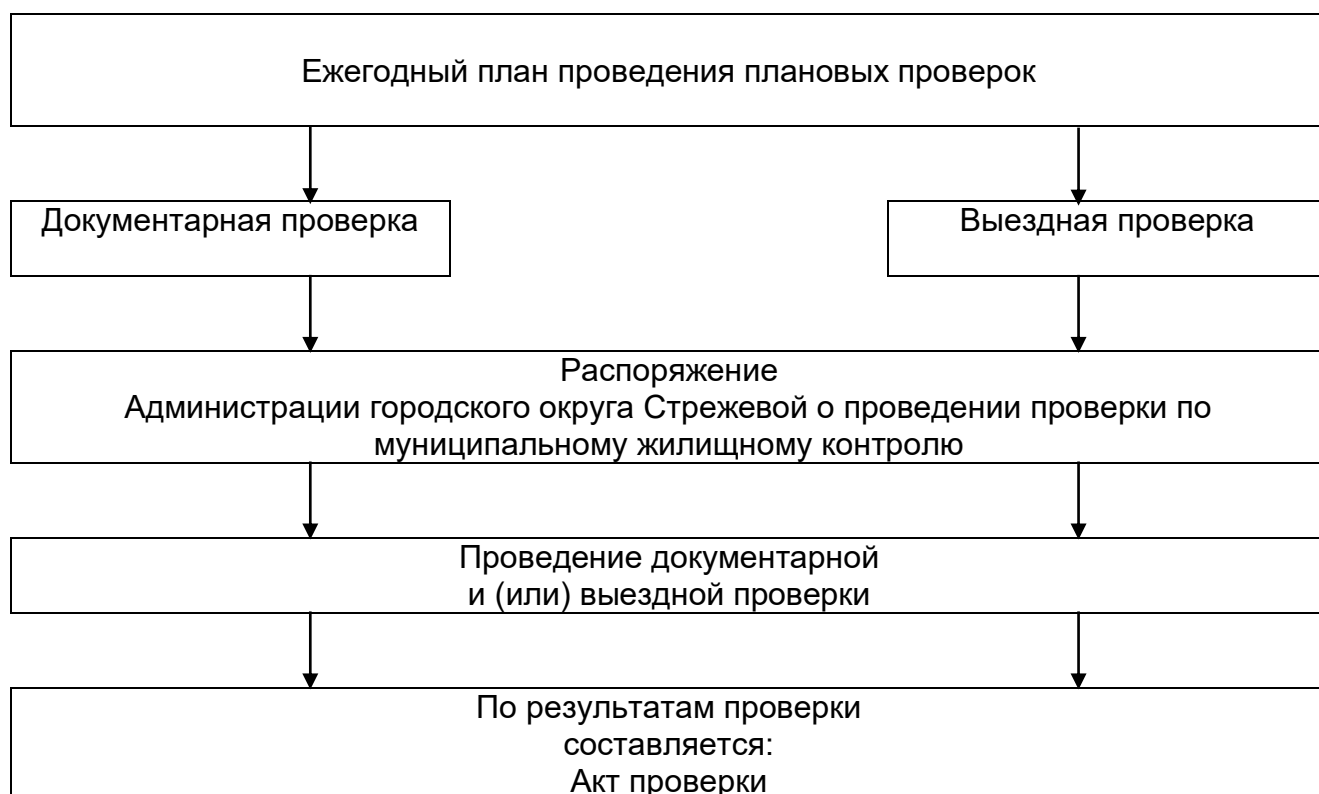 Ежегодный план проведения плановых проверок
Документарная проверка
Выездная проверка
Распоряжение
Администрации городского округа Стрежевой о проведении проверки по
муниципальному жилищному контролю
Проведение документарной
и (или) выездной проверки
По результатам проверки
составляется:
Акт проверки